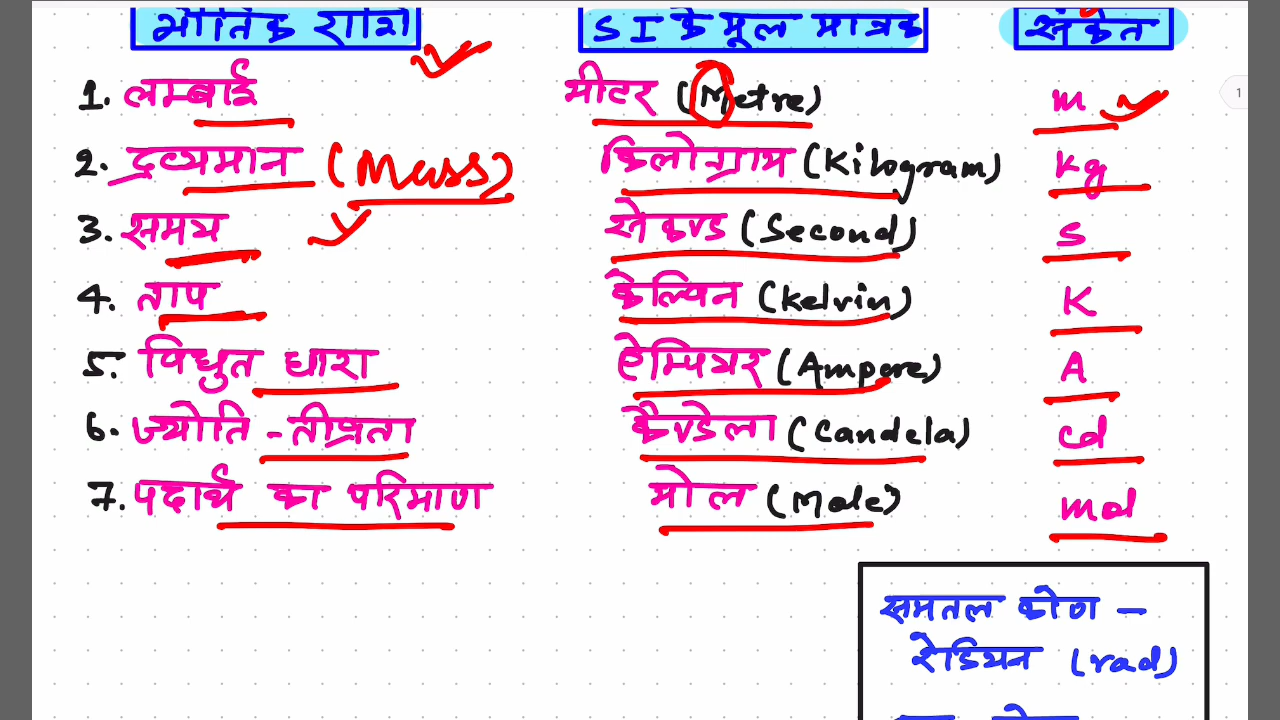 भौतिक राशि SI के मूल मात्रक संकेत
1. लम्बाई मीटर (Metre) m
1
2. द्रव्यमान (Mass) किलोग्राम (Kilogram) Kg
3. समय सेकण्ड (Second) s
4. ताप केल्विन (Kelvin) K
5. विधुत धारा ऐम्पियर (Ampere) A
6. ज्योति - तीव्रता कैण्डेला (Candela) cd
7. पदार्थ का परिमाण मोल (Mole) mol
समतल कोण -
रेडियन (rad)